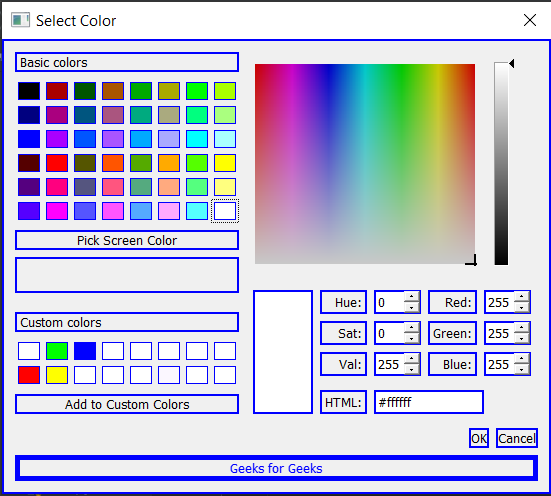 Select Color
Basic colors
Pick Screen Color
Custom colors
Add to Custom Colors
Hue: 0 Red: 255
Sat: 0 Green: 255
Val: 255 Blue: 255
HTML: #ffffff
OK Cancel
Geeks for Geeks